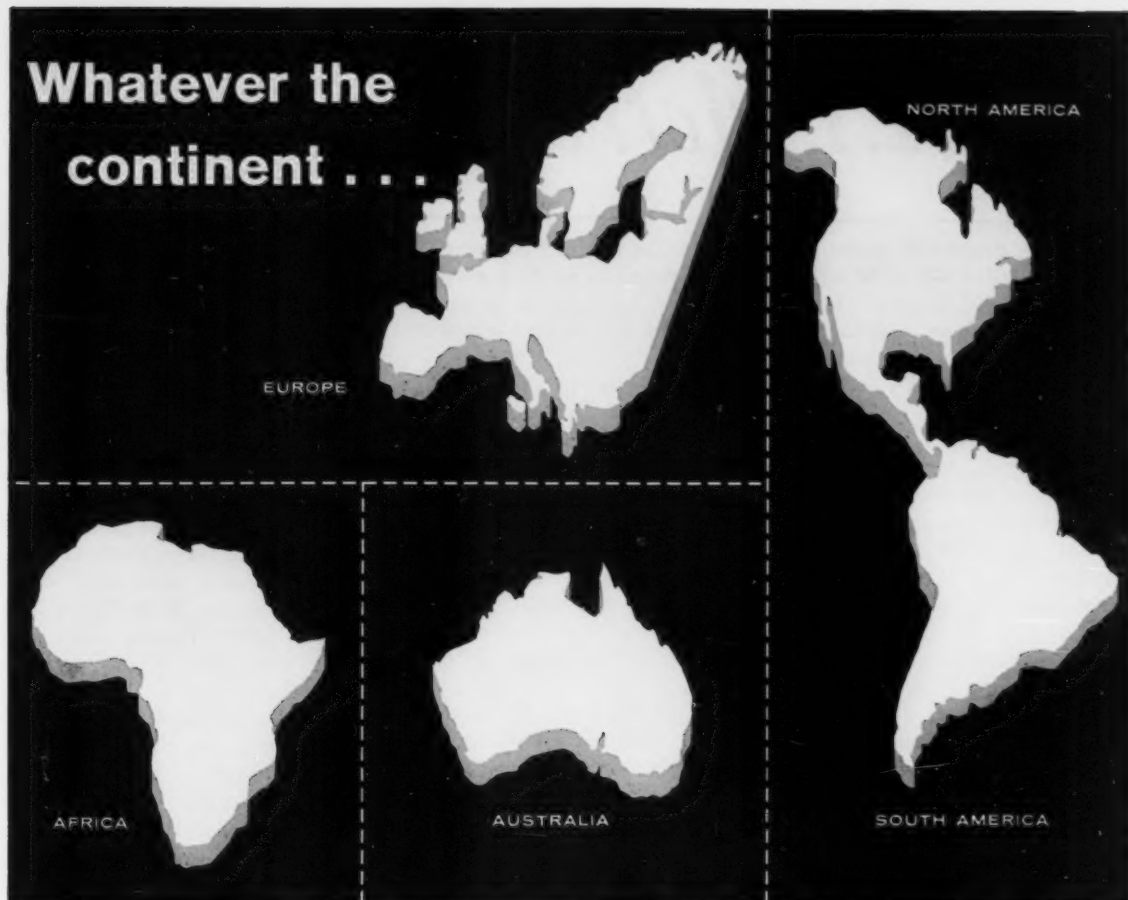 Whatever the
continent . . .
NORTH AMERICA
EUROPE
AFRICA
AUSTRALIA
SOUTH AMERICA